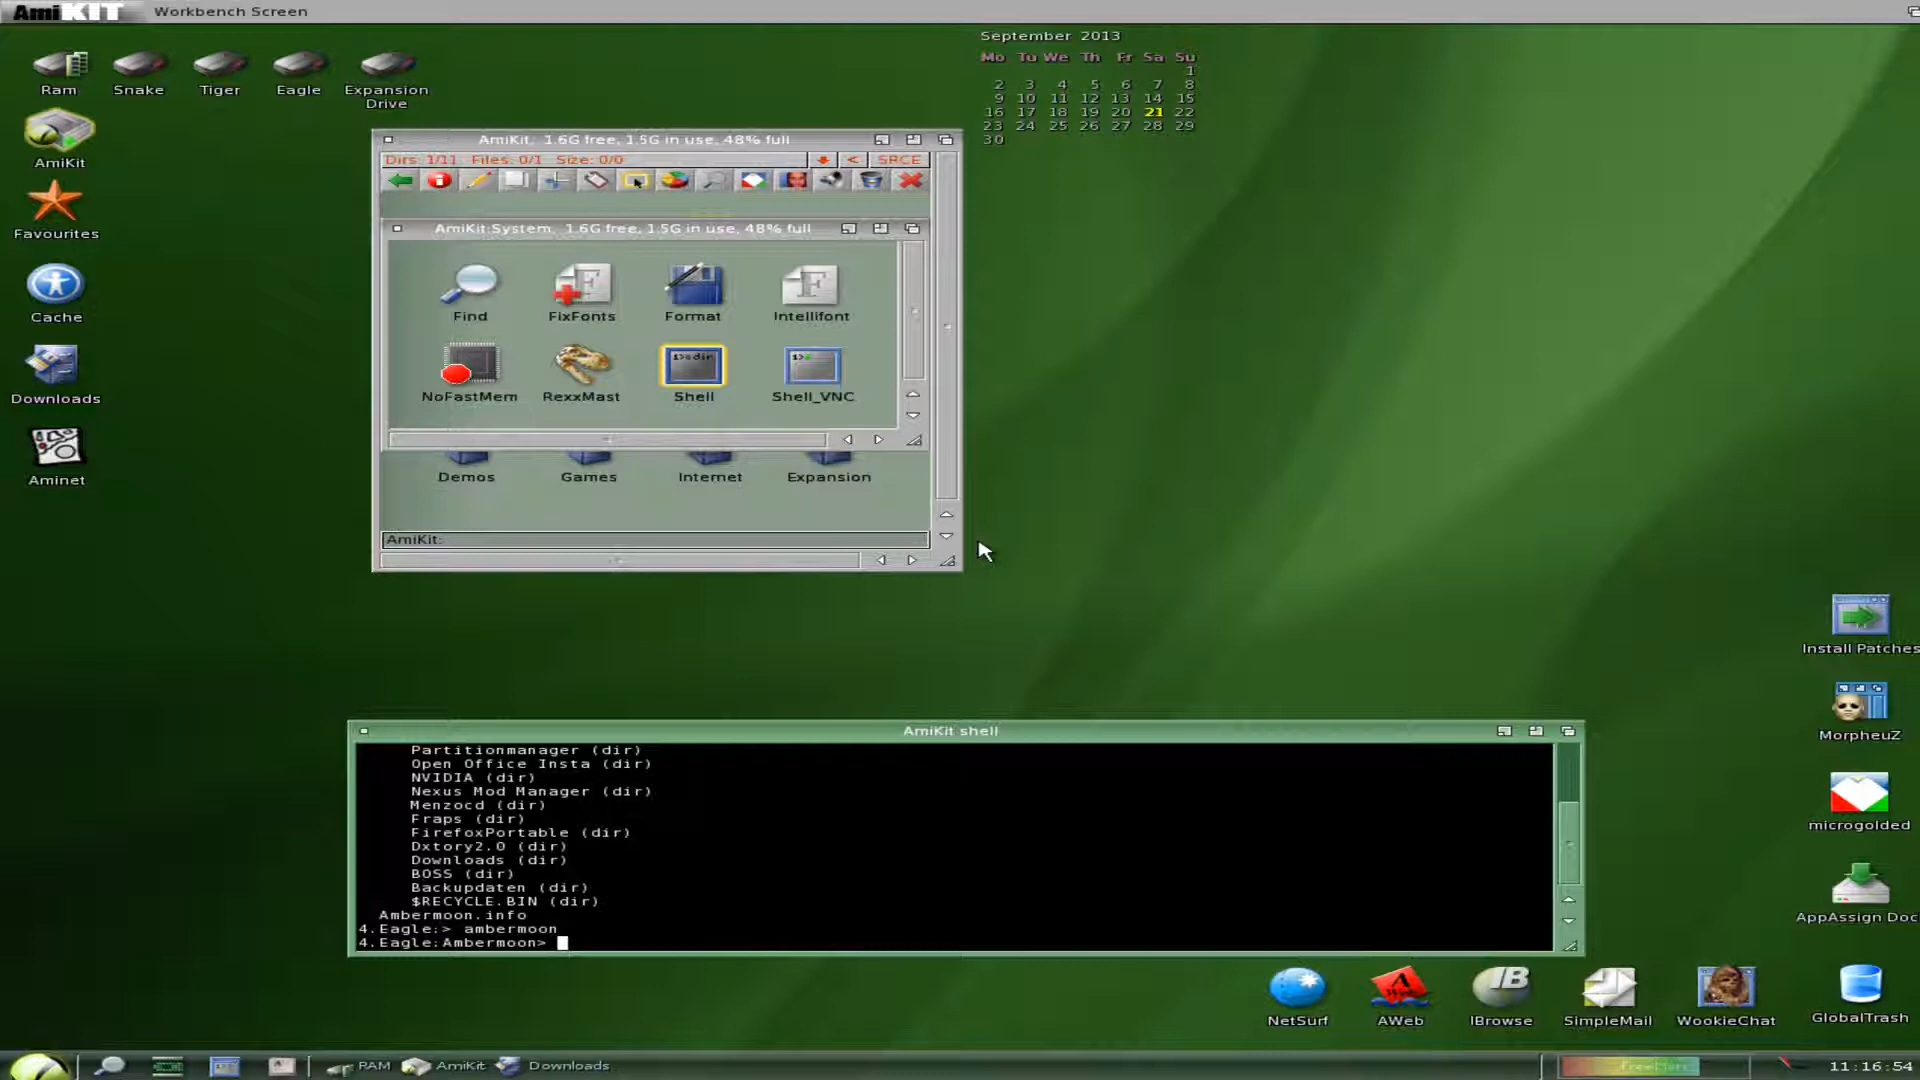 AmiKIT Workbench Screen
September 2013
Mo Tu We Th Fr Sa Su
1
2 3 4 5 6 7 8
9 10 11 12 13 14 15
16 17 18 19 20 21 22
23 24 25 26 27 28 29
30
Ram Snake Tiger Eagle Expansion
Drive
AmiKit
Favourites
Cache
Downloads
Aminet
AmiKit, 1.6G free, 1.5G in use, 48% full
Dirs: 1/11 Files: 0/1 Size: 0/0 < SRCE
AmiKit:System, 1.6G free, 1.5G in use, 48% full
Find FixFonts Format Intellifont
1>dir 1>
NoFastMem RexxMast Shell Shell_VNC
Demos Games Internet Expansion
AmiKit:
Install Patches
MorpheuZ
microgolded
AppAssign Doc
AmiKit shell
Partitionmanager (dir)
Open Office Insta (dir)
NVIDIA (dir)
Nexus Mod Manager (dir)
Menzocd (dir)
Fraps (dir)
FirefoxPortable (dir)
Dxtory2.0 (dir)
Downloads (dir)
BOSS (dir)
Backupdaten (dir)
$RECYCLE.BIN (dir)
Ambermoon.info
4.Eagle:> ambermoon
4.Eagle:Ambermoon>
NetSurf AWeb IBrowse SimpleMail WookieChat GlobalTrash
RAM AmiKit Downloads 11:16:54